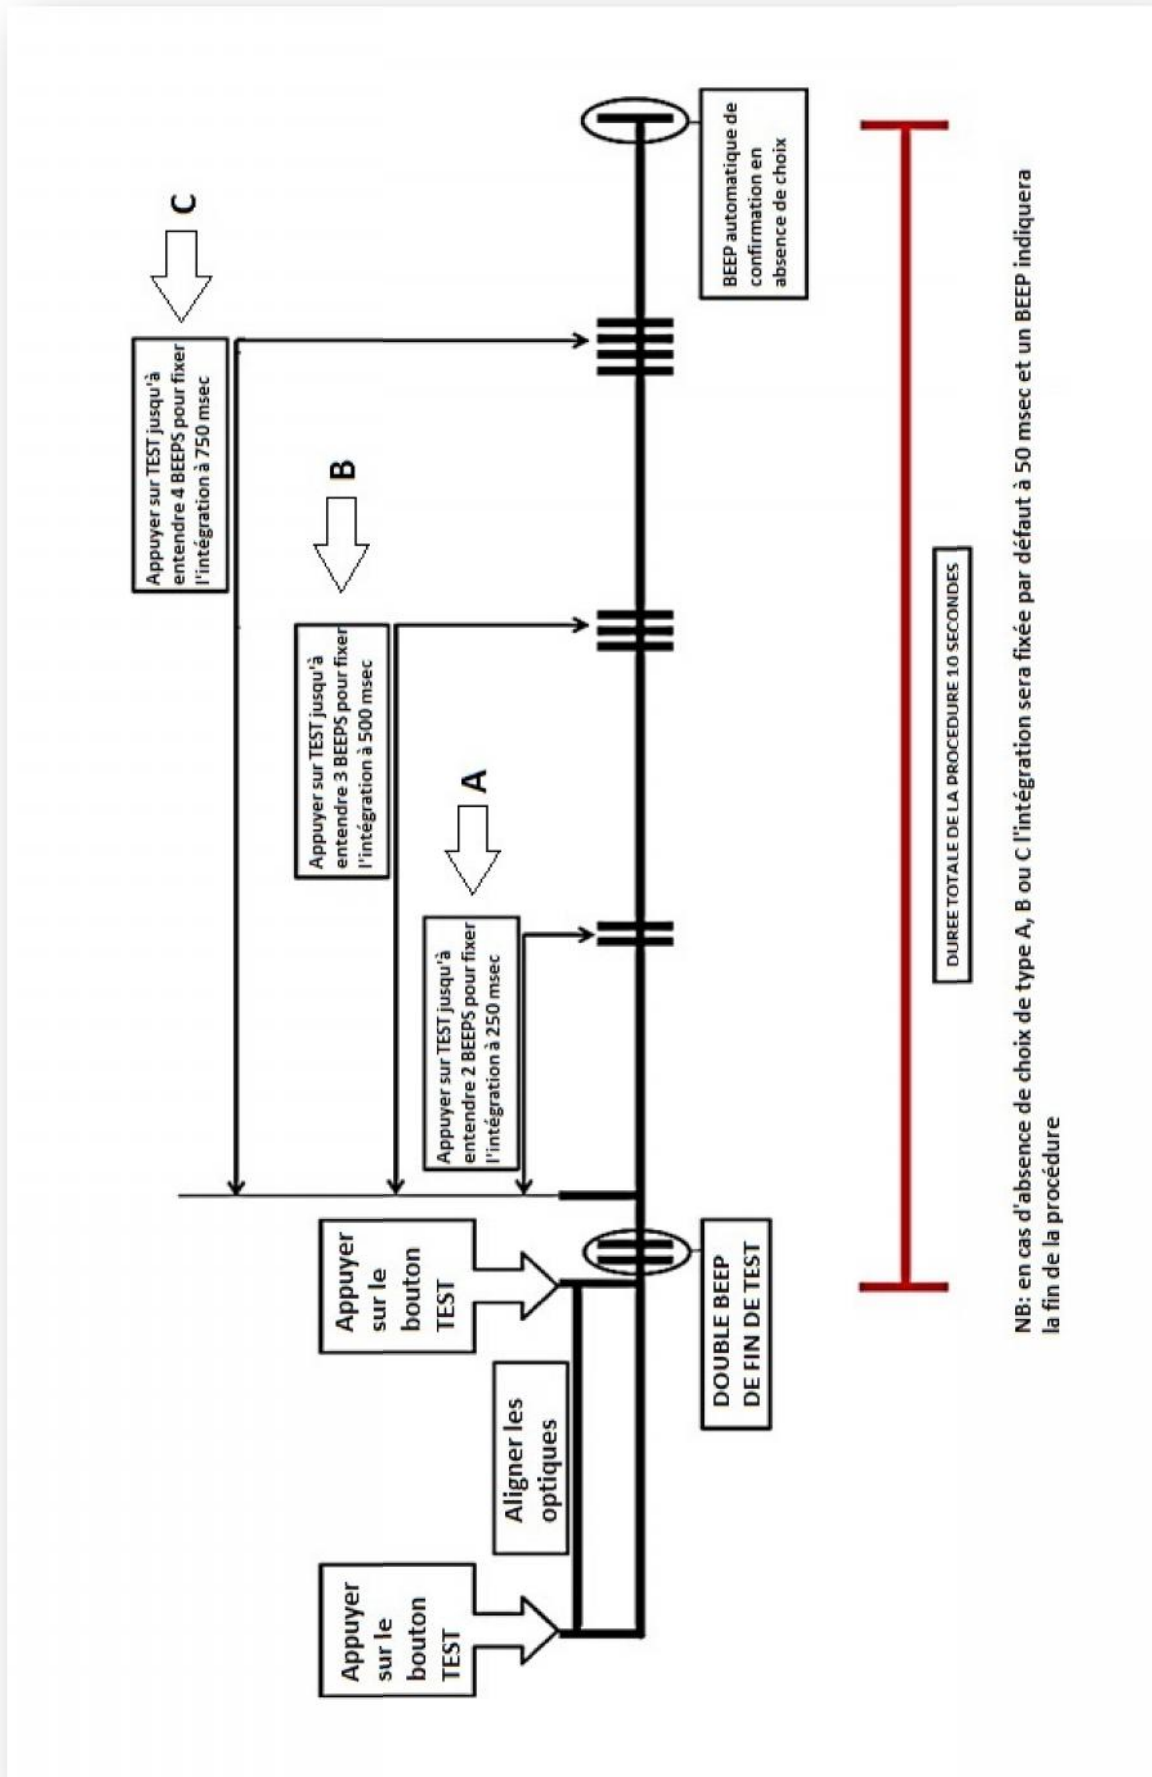 Appuyer
sur le
bouton
TEST
Aligner les
optiques
Appuyer
sur le
bouton
TEST
DOUBLE BEEP
DE FIN DE TEST
Appuyer sur TEST jusqu'à
entendre 2 BEEPS pour fixer
l'intégration à 250 msec
A
Appuyer sur TEST jusqu'à
entendre 3 BEEPS pour fixer
l'intégration à 500 msec
B
Appuyer sur TEST jusqu'à
entendre 4 BEEPS pour fixer
l'intégration à 750 msec
C
BEEP automatique de
confirmation en
absence de choix
DUREE TOTALE DE LA PROCEDURE 10 SECONDES
NB: en cas d'absence de choix de type A, B ou C l'intégration sera fixée par défaut à 50 msec et un BEEP indiquera
la fin de la procédure